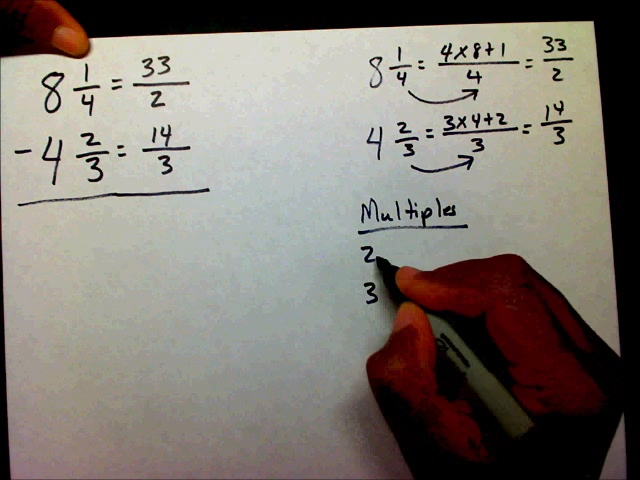 8 1/4 = 33/2
- 4 2/3 = 14/3
8 1/4 = 4x8+1/4 = 33/2
4 2/3 = 3x4+2/3 = 14/3
Multiples
2
3